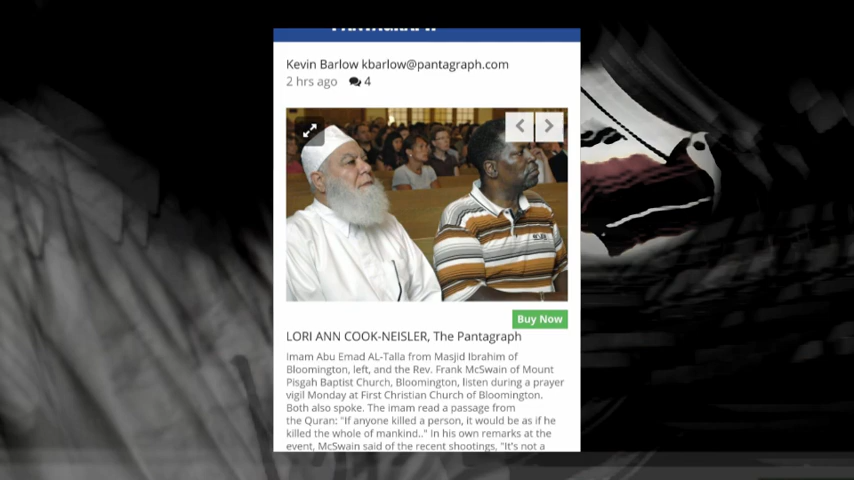 Kevin Barlow kbarlow@pantagraph.com
2 hrs ago 4
Buy Now
LORI ANN COOK-NEISLER, The Pantagraph
Imam Abu Emad AL-Talla from Masjid Ibrahim of
Bloomington, left, and the Rev. Frank McSwain of Mount
Pisgah Baptist Church, Bloomington, listen during a prayer
vigil Monday at First Christian Church of Bloomington.
Both also spoke. The imam read a passage from
the Quran: "If anyone killed a person, it would be as if he
killed the whole of mankind.." In his own remarks at the
event, McSwain said of the recent shootings, "It's not a